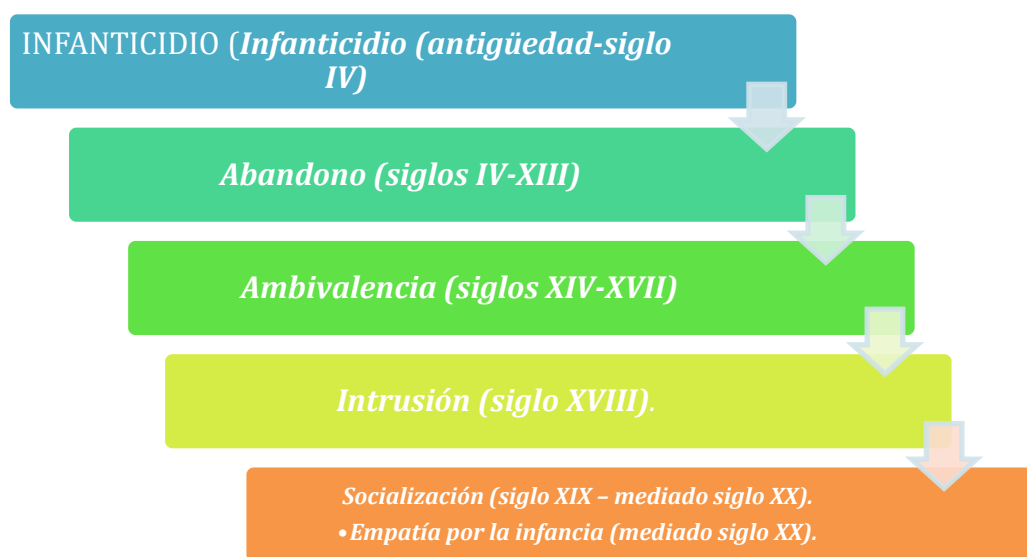 INFANTICIDIO (Infanticidio (antigüedad-siglo
IV)
Abandono (siglos IV-XIII)
Ambivalencia (siglos XIV-XVII)
Intrusión (siglo XVIII).
Socialización (siglo XIX – mediado siglo XX).
•Empatía por la infancia (mediado siglo XX).